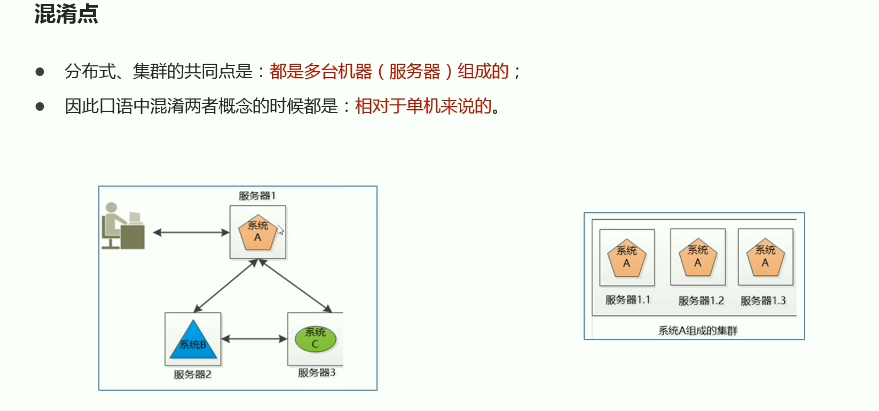 混淆点
● 分布式、集群的共同点是：都是多台机器（服务器）组成的；
● 因此口语中混淆两者概念的时候都是：相对于单机来说的。
服务器1
系统
A
系统B
服务器2
系统
C
服务器3
系统
A
服务器1.1
系统
A
服务器1.2
系统
A
服务器1.3
系统A组成的集群